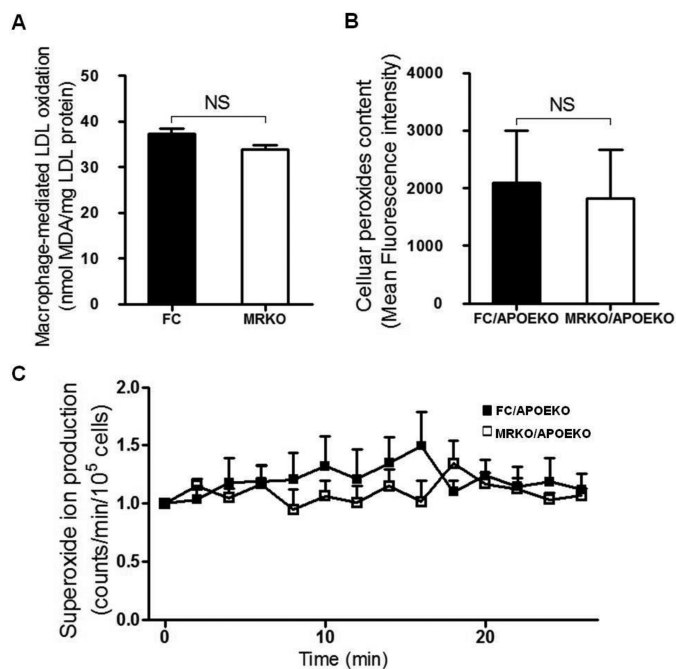 A
Macrophage-mediated LDL oxidation
(nmol MDA/mg LDL protein)
50
40
30
20
10
0
NS
FC
MRKO
B
Celluar peroxides content
(Mean Fluorescence intensity)
4000
3000
2000
1000
0
NS
FC/APOEKO
MRKO/APOEKO
C
Superoxide ion production
(counts/min/10⁵ cells)
2.0
1.5
1.0
0.5
0.0
FC/APOEKO
MRKO/APOEKO
0
10
20
Time (min)